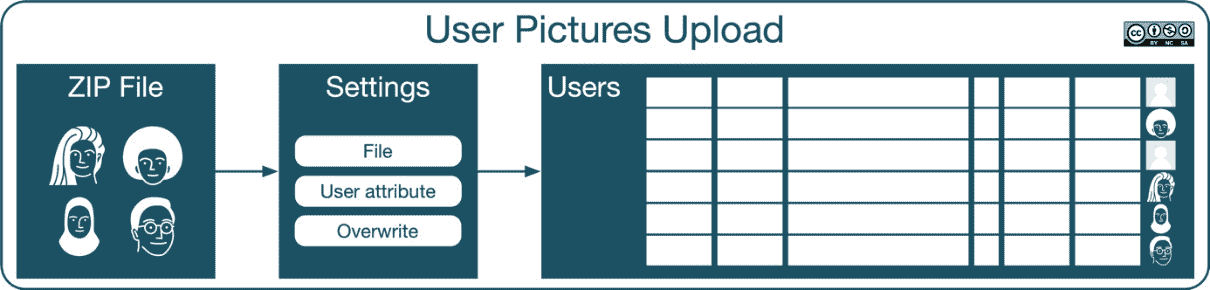 User Pictures Upload
CC
BY NC SA
ZIP File
Settings
Users
File
User attribute
Overwrite